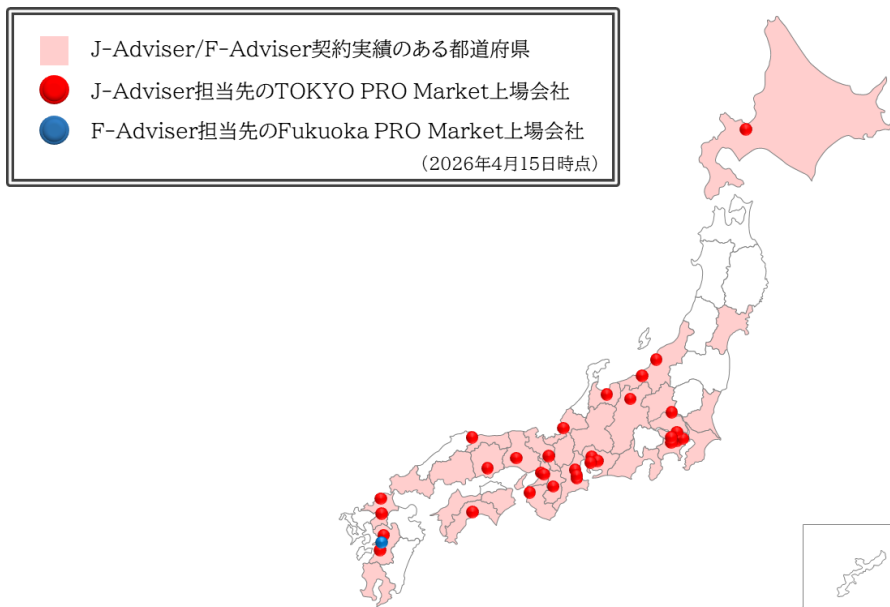 J-Adviser/F-Adviser契約実績のある都道府県
J-Adviser担当先のTOKYO PRO Market上場会社
F-Adviser担当先のFukuoka PRO Market上場会社
（2026年4月15日時点）